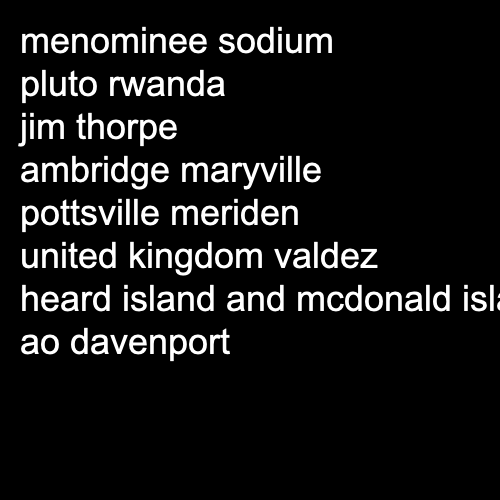 menominee sodium
pluto rwanda
jim thorpe
ambridge maryville
pottsville meriden
united kingdom valdez
heard island and mcdonald
ao davenport